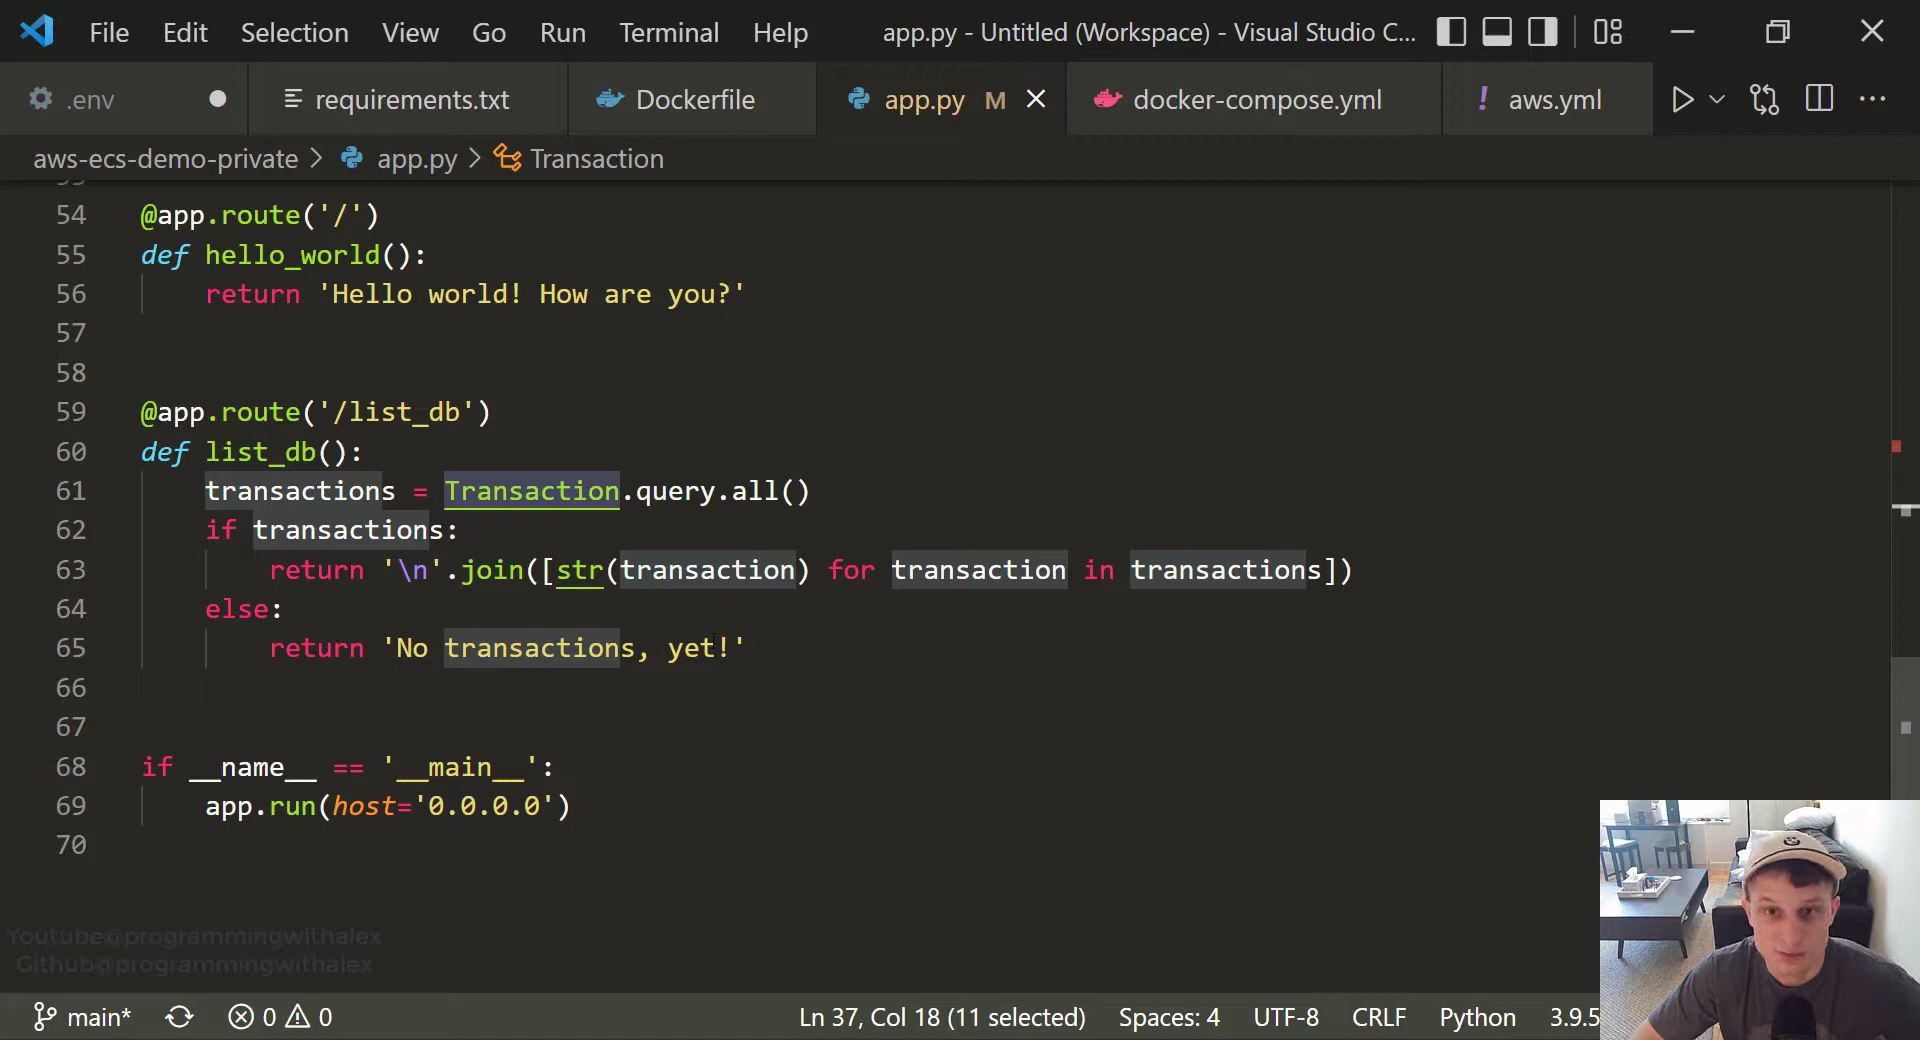 File Edit Selection View Go Run Terminal Help app.py - Untitled (Workspace) - Visual Studio C...
.env requirements.txt Dockerfile app.py M docker-compose.yml ! aws.yml ...
aws-ecs-demo-private > app.py > Transaction
54 @app.route('/')
55 def hello_world():
56 return 'Hello world! How are you?'
57
58
59 @app.route('/list_db')
60 def list_db():
61 transactions = Transaction.query.all()
62 if transactions:
63 return '\n'.join([str(transaction) for transaction in transactions])
64 else:
65 return 'No transactions, yet!'
66
67
68 if __name__ == '__main__':
69 app.run(host='0.0.0.0')
70
Youtube@programmingwithalex
Github@programmingwithalex
main* 0 0 Ln 37, Col 18 (11 selected) Spaces: 4 UTF-8 CRLF Python 3.9.5